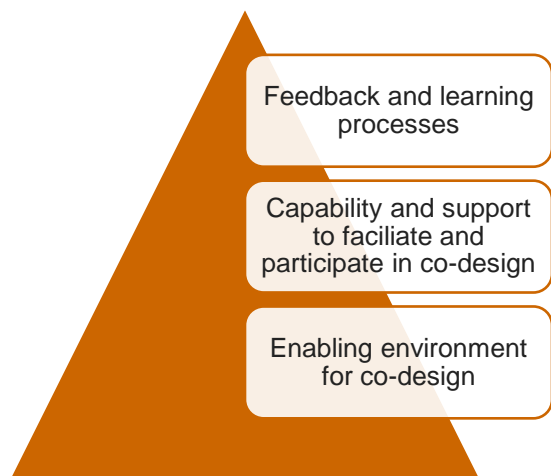 Feedback and learning
processes
Capability and support
to faciliate and
participate in co-design
Enabling environment
for co-design